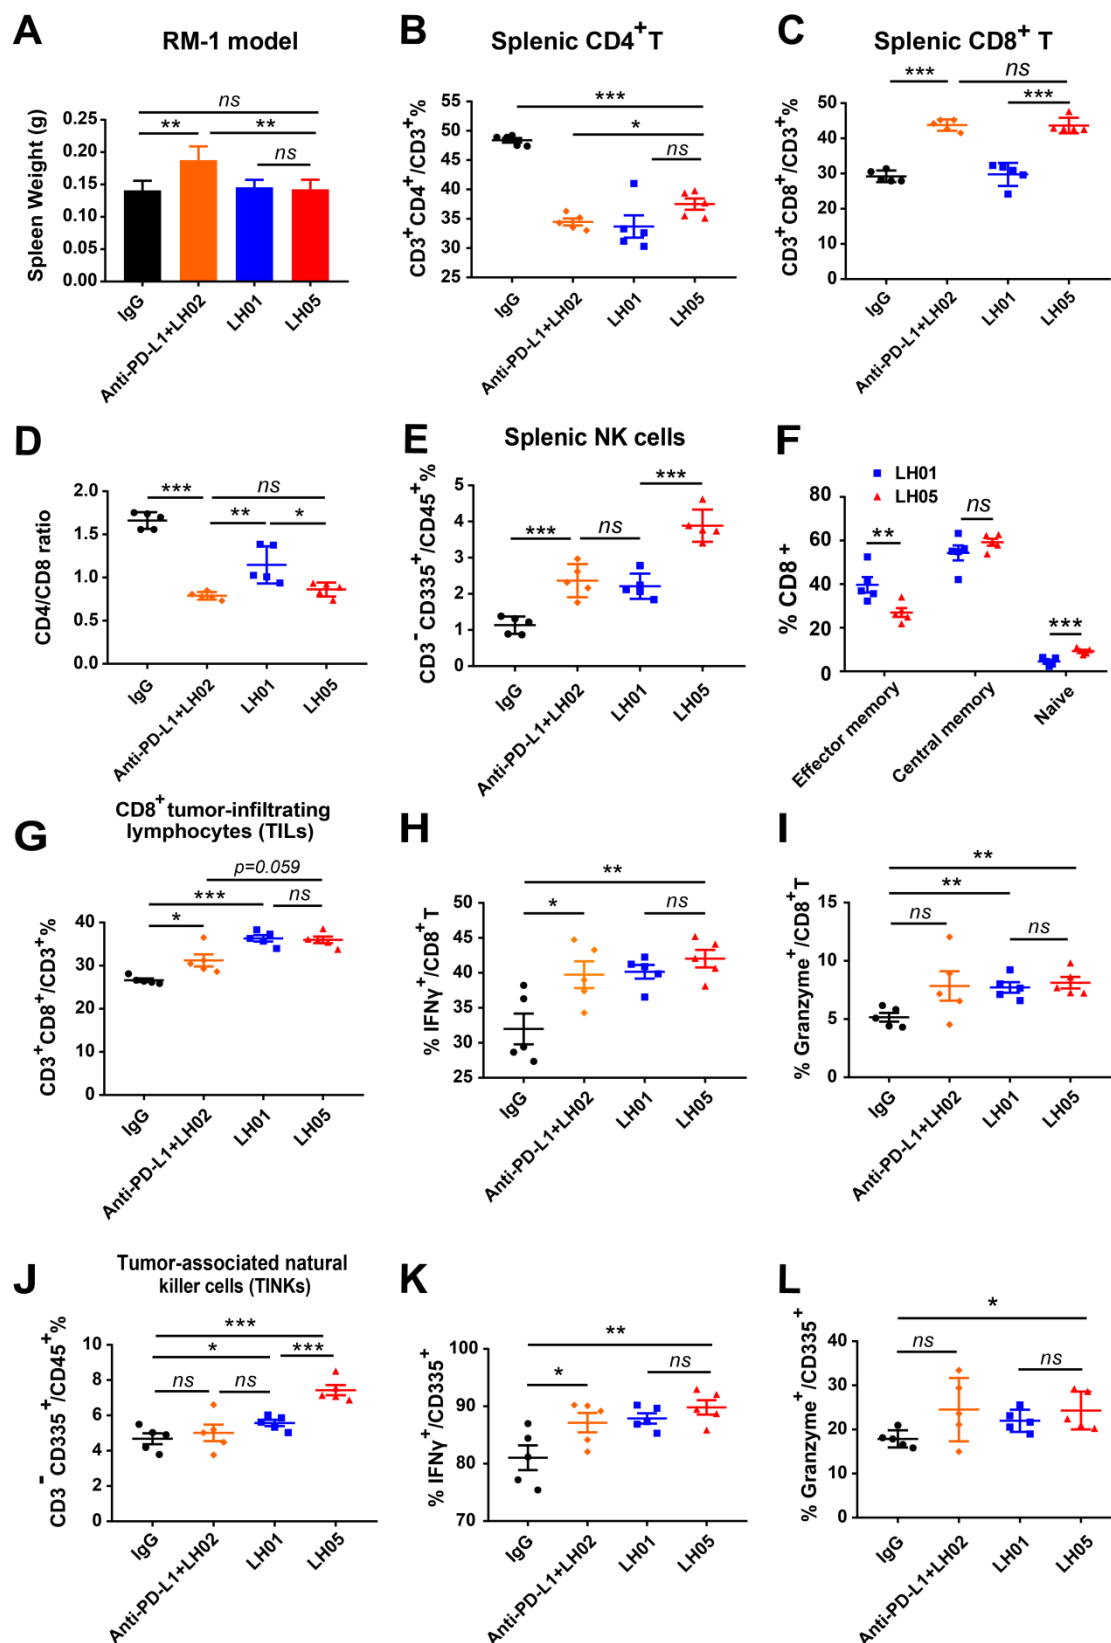 A
RM-1 model
Spleen Weight (g)
0.25
0.20
0.15
0.10
0.05
0.00
ns
**
**
ns
IgG
Anti-PD-L1+LH02
LH01
LH05
B
Splenic CD4+ T
CD3+CD4+/CD3+%
55
50
45
40
35
30
25
***
*
ns
IgG
Anti-PD-L1+LH02
LH01
LH05
C
Splenic CD8+ T
CD3+CD8+/CD3+%
50
40
30
20
10
0
***
ns
***
IgG
Anti-PD-L1+LH02
LH01
LH05
D
CD4/CD8 ratio
2.0
1.5
1.0
0.5
0.0
***
ns
**
*
IgG
Anti-PD-L1+LH02
LH01
LH05
E
Splenic NK cells
CD3- CD335+/CD45+%
5
4
3
2
1
0
***
***
ns
IgG
Anti-PD-L1+LH02
LH01
LH05
F
LH01
LH05
% CD8+
80
60
40
20
0
**
ns
***
Effector memory
Central memory
Naive
G
CD8+ tumor-infiltrating
lymphocytes (TILs)
CD3+CD8+/CD3+%
40
30
20
10
0
p=0.059
***
ns
*
IgG
Anti-PD-L1+LH02
LH01
LH05
H
% IFNγ+/CD8+T
50
45
40
35
30
25
**
*
ns
IgG
Anti-PD-L1+LH02
LH01
LH05
I
% Granzyme+/CD8+T
15
10
5
0
**
**
ns
ns
IgG
Anti-PD-L1+LH02
LH01
LH05
J
Tumor-associated natural
killer cells (TINKs)
CD3- CD335+/CD45+%
10
8
6
4
2
0
***
*
***
ns
ns
IgG
Anti-PD-L1+LH02
LH01
LH05
K
% IFNγ+/CD335+
100
90
80
70
**
*
ns
IgG
Anti-PD-L1+LH02
LH01
LH05
L
% Granzyme+/CD335+
40
30
20
10
0
*
ns
ns
IgG
Anti-PD-L1+LH02
LH01
LH05